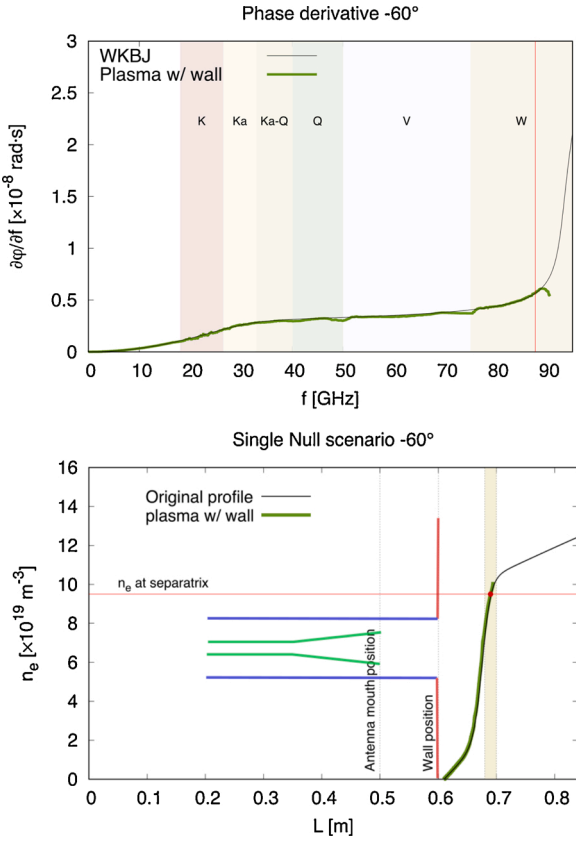 Phase derivative -60°
3
2.5
2
1.5
1
0.5
0
∂φ/∂f [×10⁻⁸ rad·s]
WKBJ
Plasma w/ wall
K Ka Ka-Q Q V W
0 10 20 30 40 50 60 70 80 90
f [GHz]
Single Null scenario -60°
16
14
12
10
8
6
4
2
0
nₑ [×10¹⁹ m⁻³]
Original profile
plasma w/ wall
nₑ at separatrix
Antenna mouth position
Wall position
0 0.1 0.2 0.3 0.4 0.5 0.6 0.7 0.8
L [m]